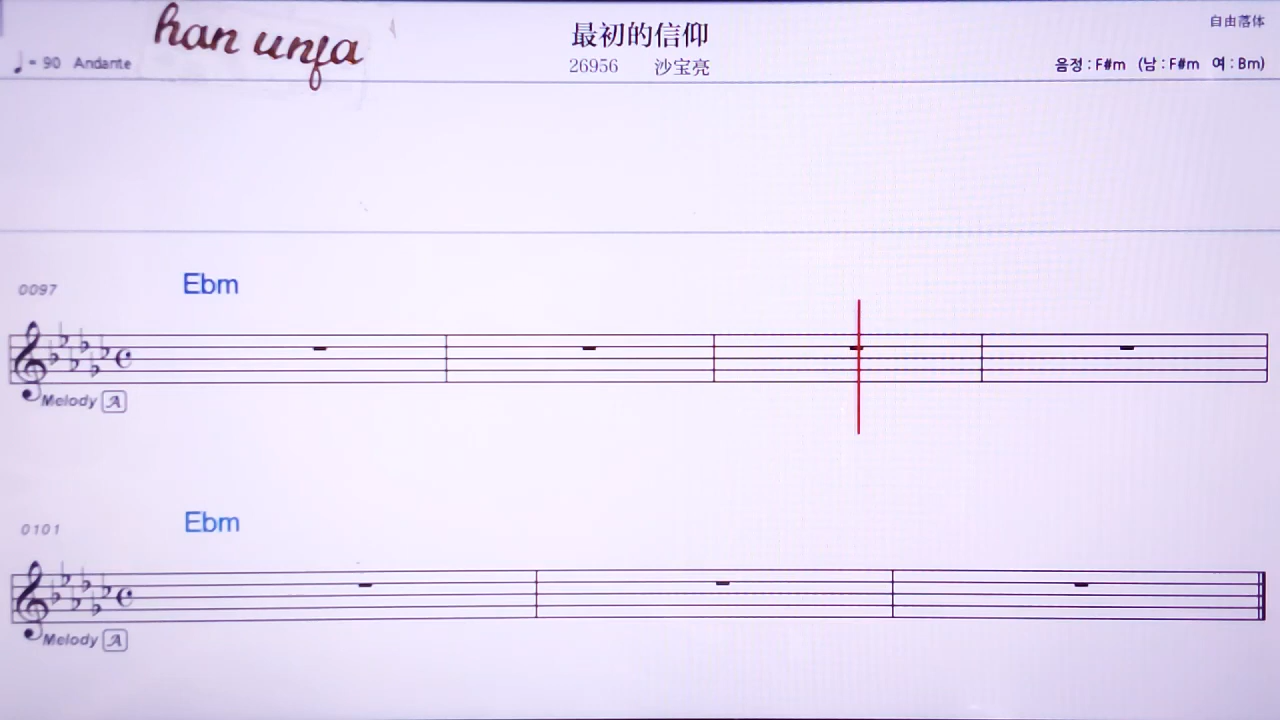 han unfa
最初的信仰
自由落体
♩= 90 Andante
26956 沙宝亮
음정 : F#m (남 : F#m 여 : Bm)
0097 Ebm
Melody A
0101 Ebm
Melody A